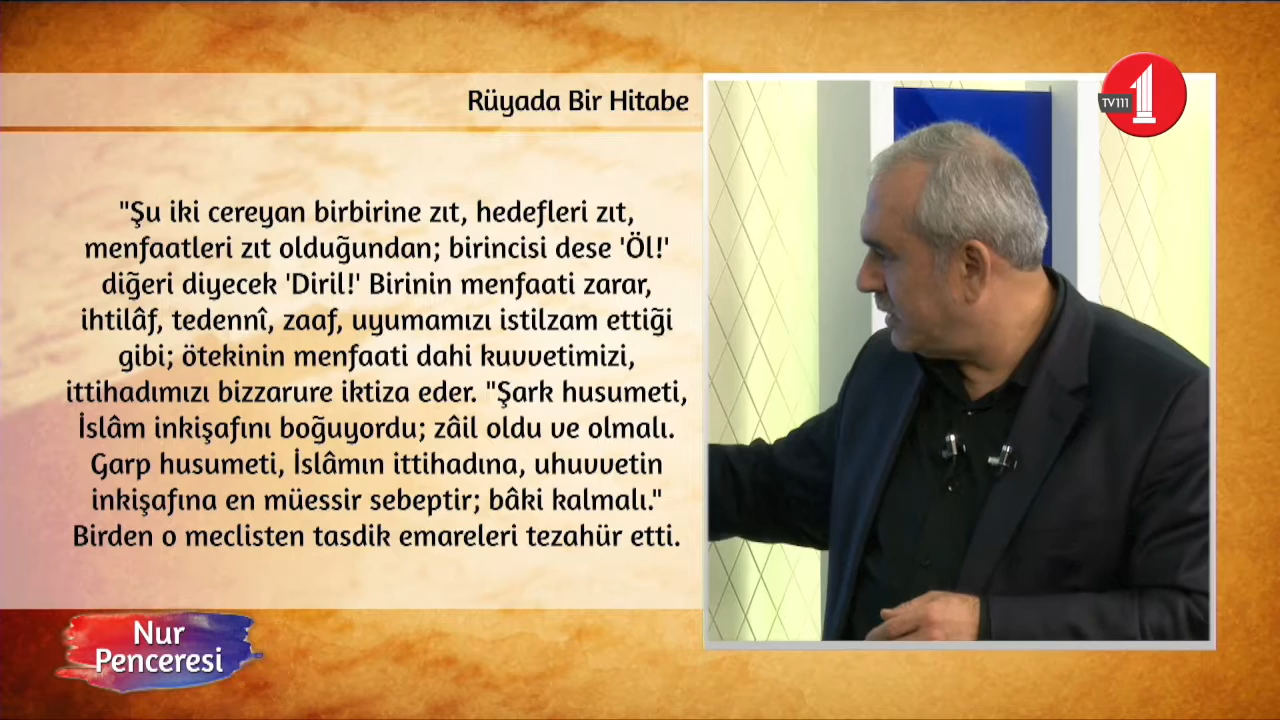 Rüyada Bir Hitabe
"Şu iki cereyan birbirine zıt, hedefleri zıt,
menfaatleri zıt olduğundan; birincisi dese 'Öl!'
diğeri diyecek 'Diril!' Birinin menfaati zarar,
ihtilâf, tedennî, zaaf, uyumamızı istilzam ettiği
gibi; ötekinin menfaati dahi kuvvetimizi,
ittihadımızı bizzarure iktiza eder. "Şark husumeti,
İslâm inkişafını boğuyordu; zâil oldu ve olmalı.
Garp husumeti, İslâmın ittihadına, uhuvvetin
inkişafına en müessir sebeptir; bâki kalmalı."
Birden o meclisten tasdik emareleri tezahür etti.
TV111
1
Nur
Penceresi